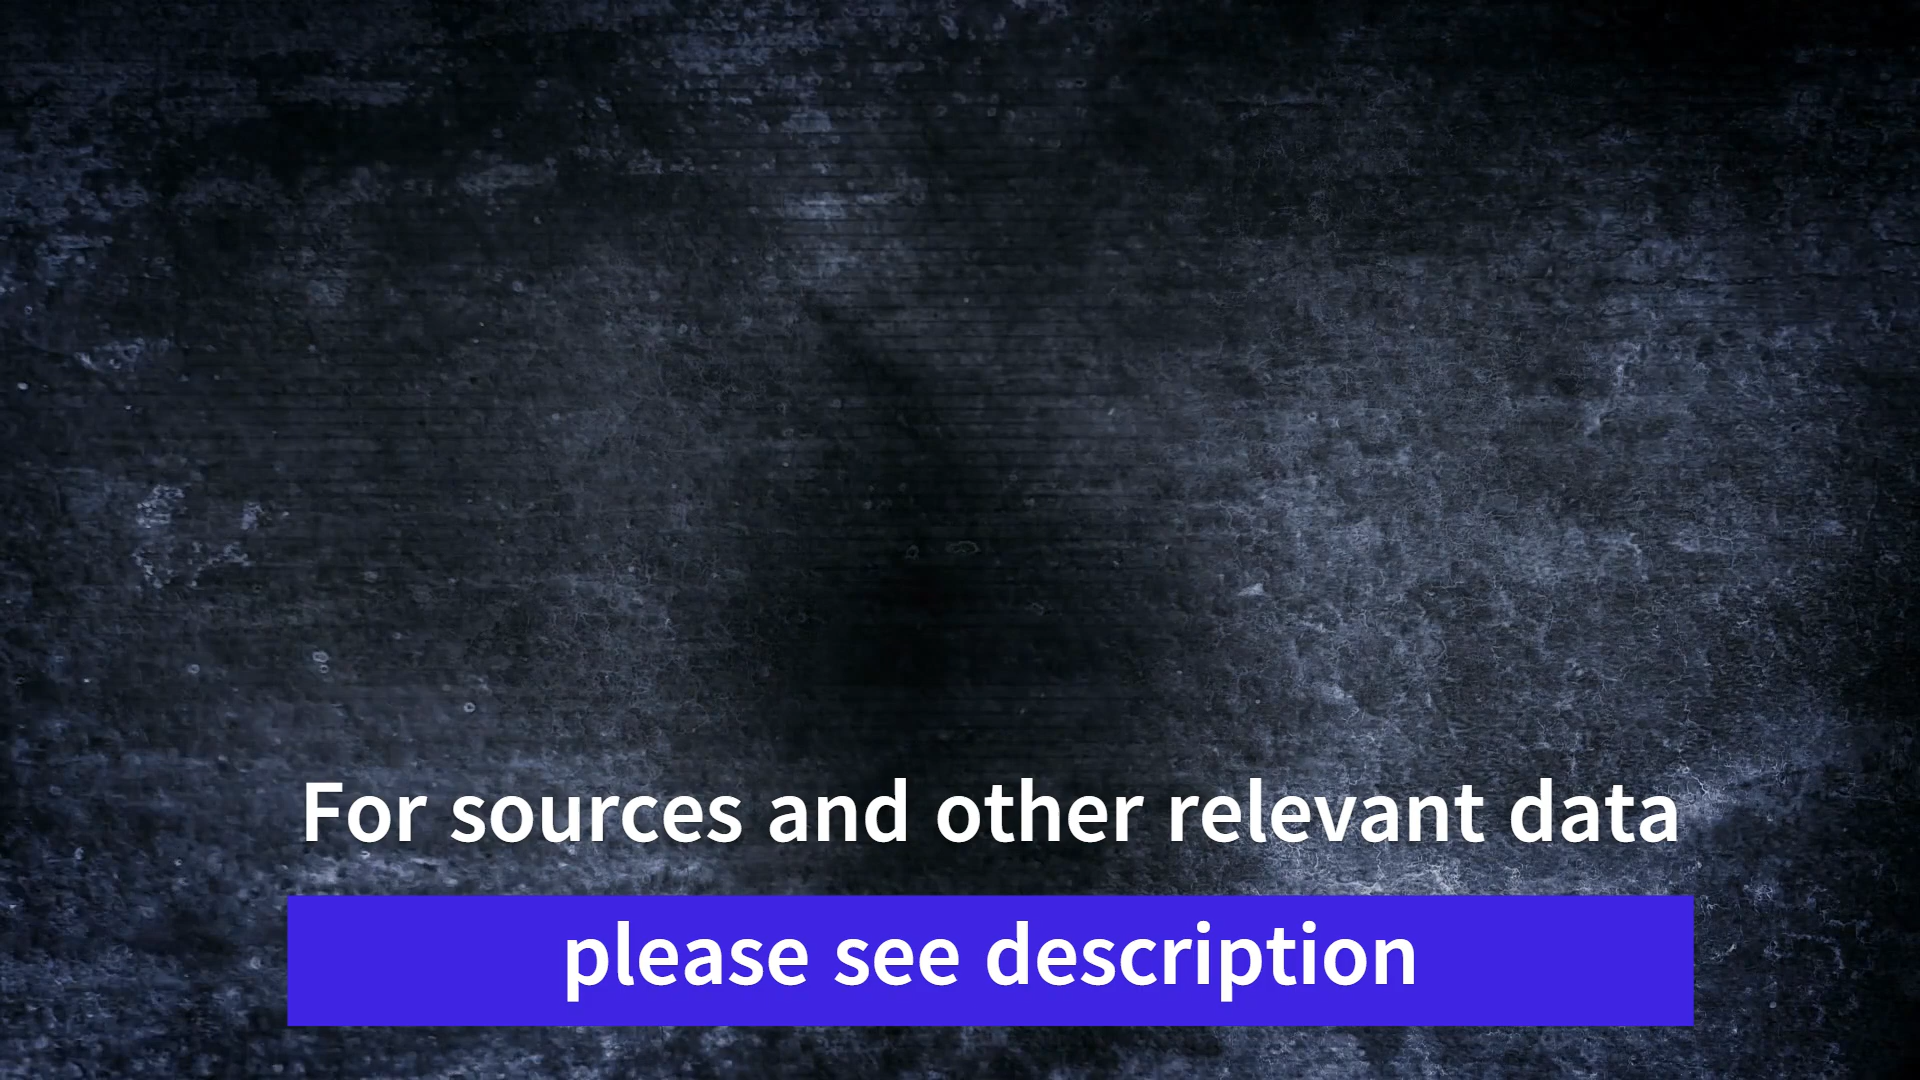 For sources and other relevant data
please see description